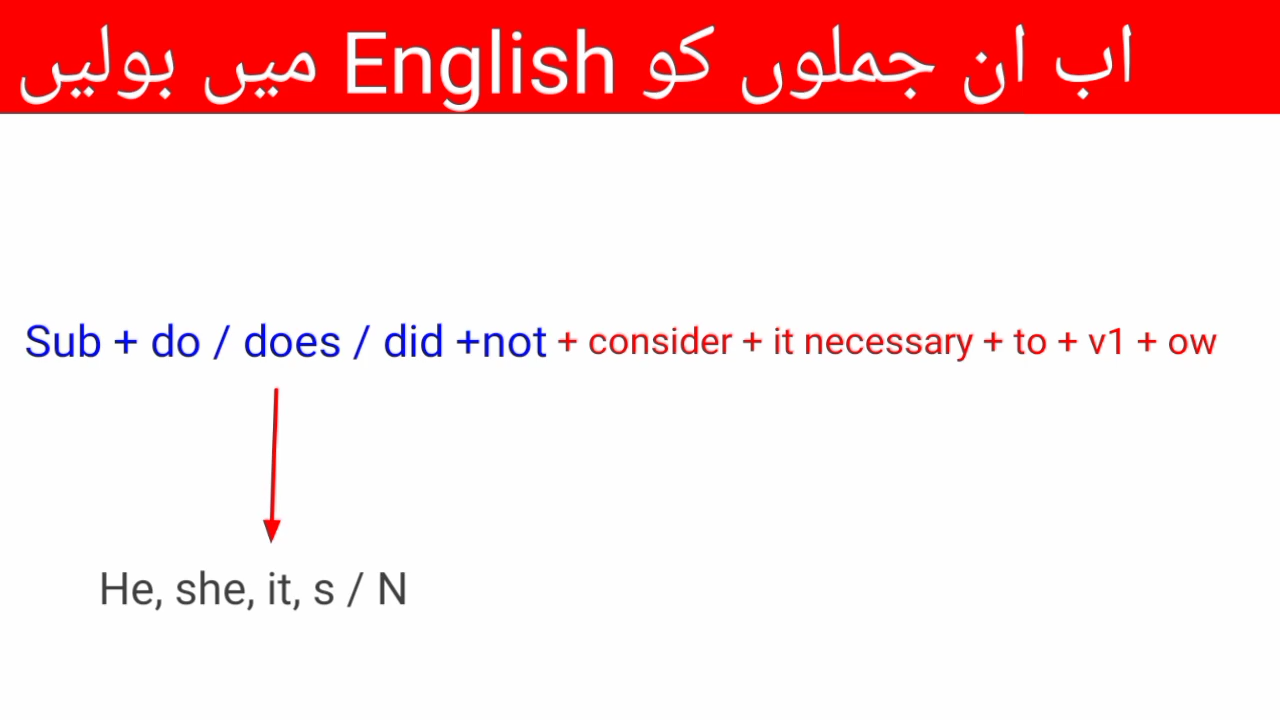 اب ان جملوں کو English میں بولیں
Sub + do / does / did +not + consider + it necessary + to + v1 + ow
He, she, it, s / N